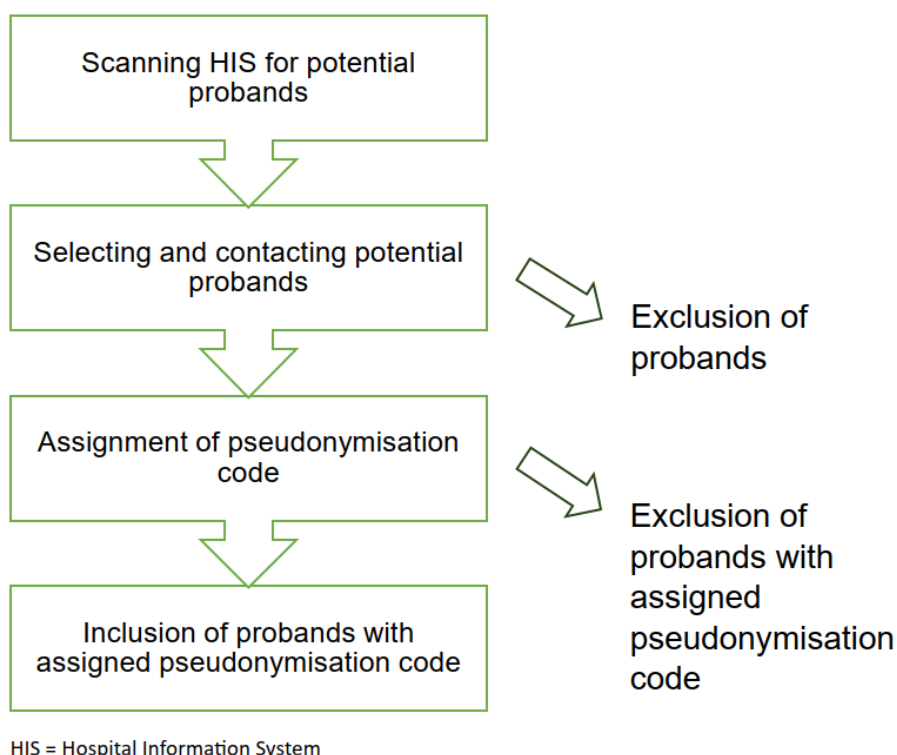 Scanning HIS for potential
probands
Selecting and contacting potential
probands
Exclusion of
probands
Assignment of pseudonymisation
code
Exclusion of
probands with
assigned
pseudonymisation
code
Inclusion of probands with
assigned pseudonymisation code
HIS = Hospital Information System